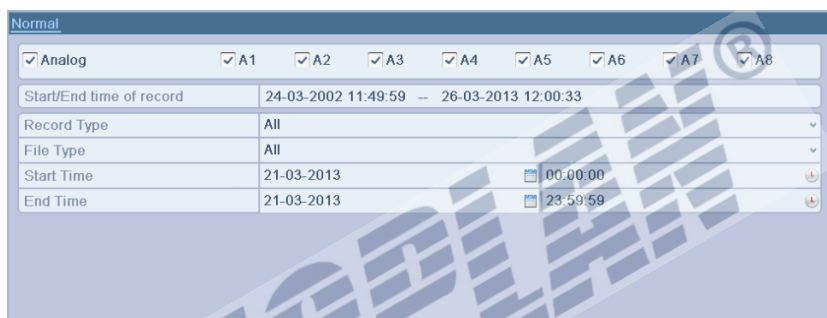 Normal
Analog A1 A2 A3 A4 A5 A6 A7 A8
Start/End time of record 24-03-2002 11:49:59 -- 26-03-2013 12:00:33
Record Type All
File Type All
Start Time 21-03-2013 00:00:00
End Time 21-03-2013 23:59:59
®